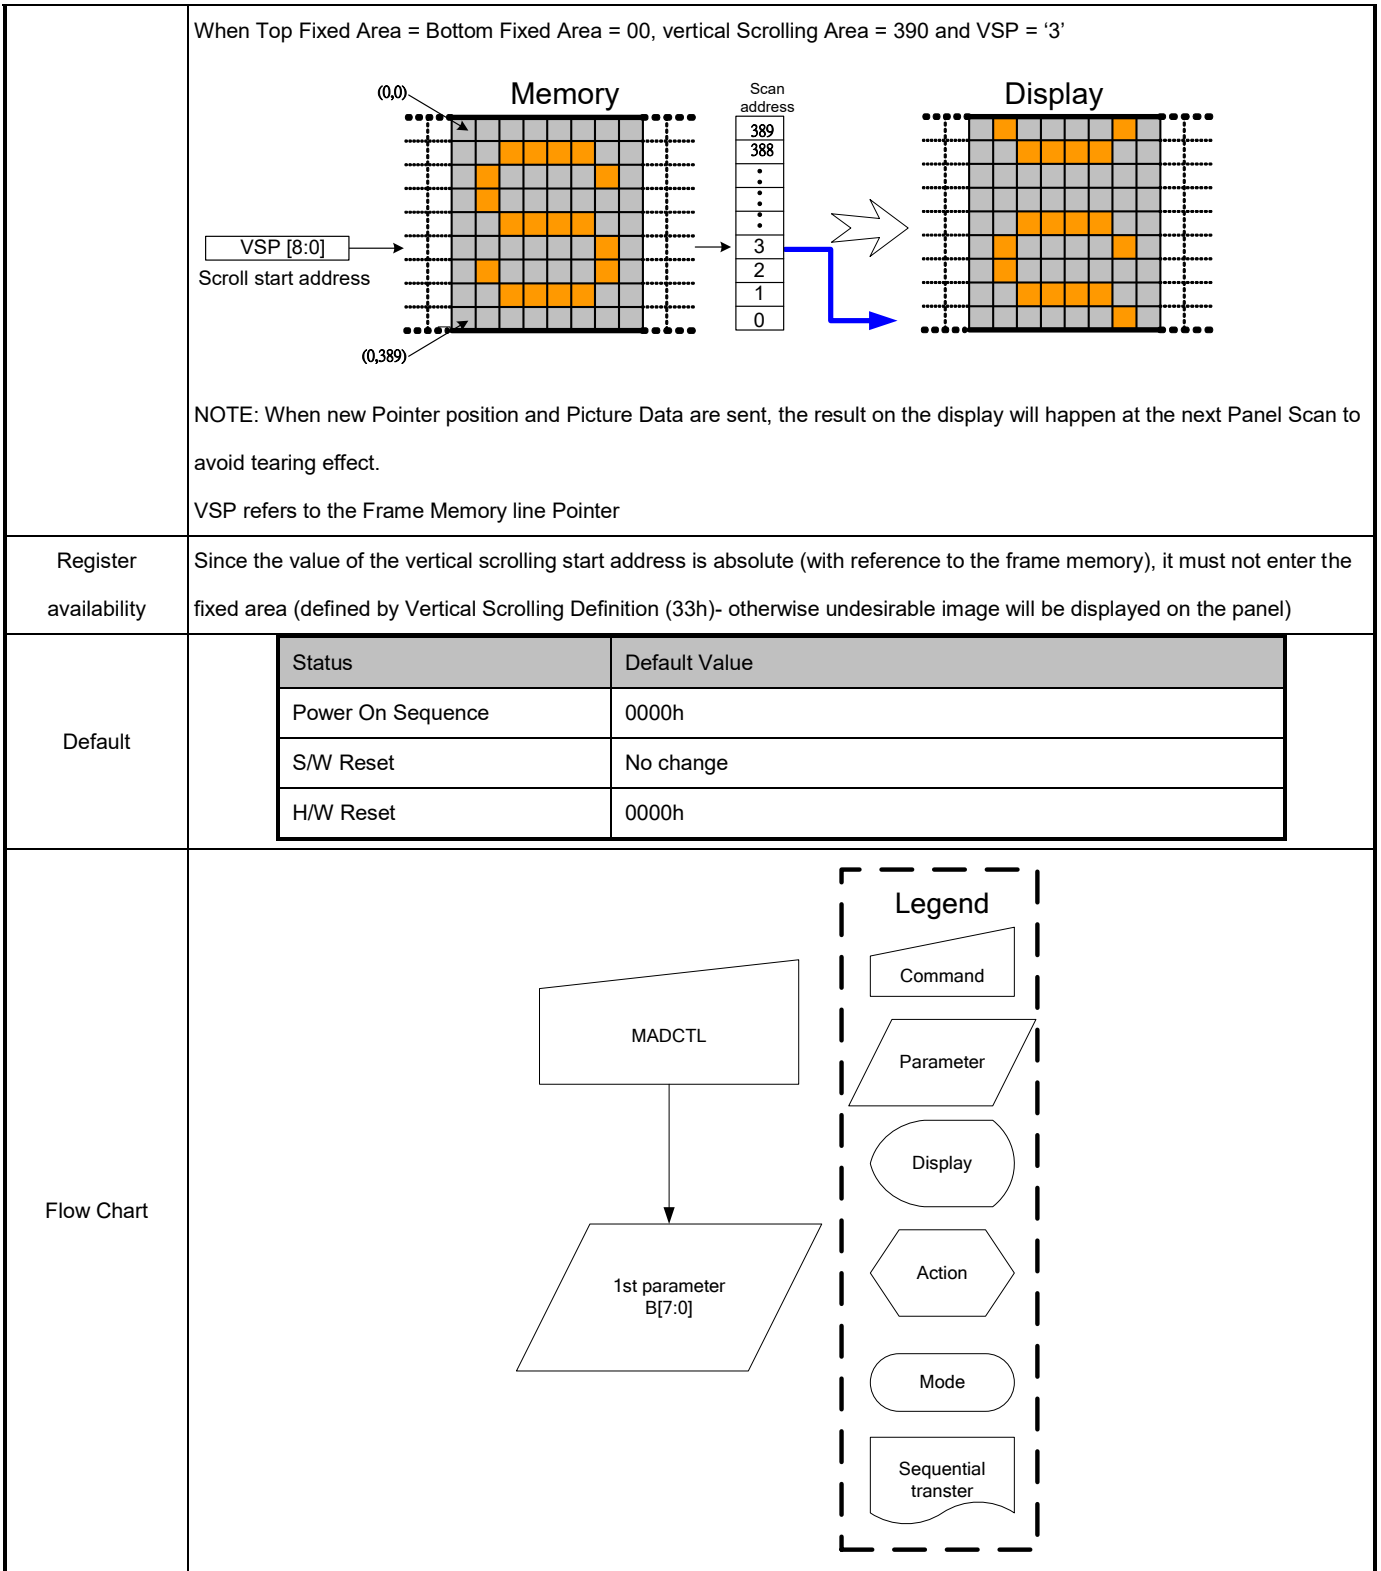 When Top Fixed Area = Bottom Fixed Area = 00, vertical Scrolling Area = 390 and VSP = ‘3’
(0,0)
Memory
Scan
address
Display
389
388
VSP [8:0]
Scroll start address
3
2
1
0
(0,389)
NOTE: When new Pointer position and Picture Data are sent, the result on the display will happen at the next Panel Scan to
avoid tearing effect.
VSP refers to the Frame Memory line Pointer
Register
availability
Since the value of the vertical scrolling start address is absolute (with reference to the frame memory), it must not enter the
fixed area (defined by Vertical Scrolling Definition (33h)- otherwise undesirable image will be displayed on the panel)
Default
Status Default Value
Power On Sequence 0000h
S/W Reset No change
H/W Reset 0000h
Flow Chart
MADCTL
1st parameter
B[7:0]
Legend
Command
Parameter
Display
Action
Mode
Sequential
transter